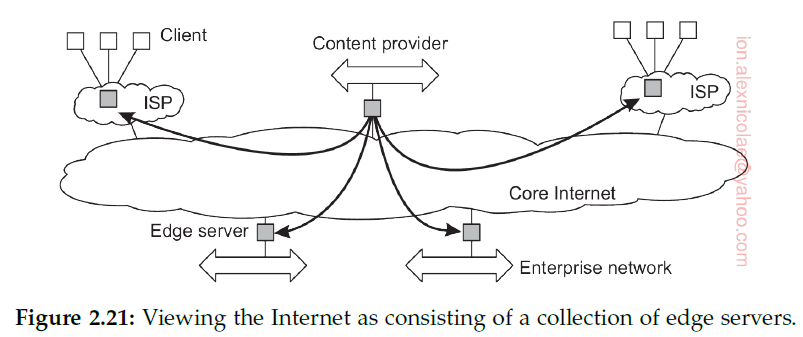 Client
Content provider
ISP
ISP
Core Internet
Edge server
Enterprise network
ion.alexnicolae@yahoo.com
Figure 2.21: Viewing the Internet as consisting of a collection of edge servers.